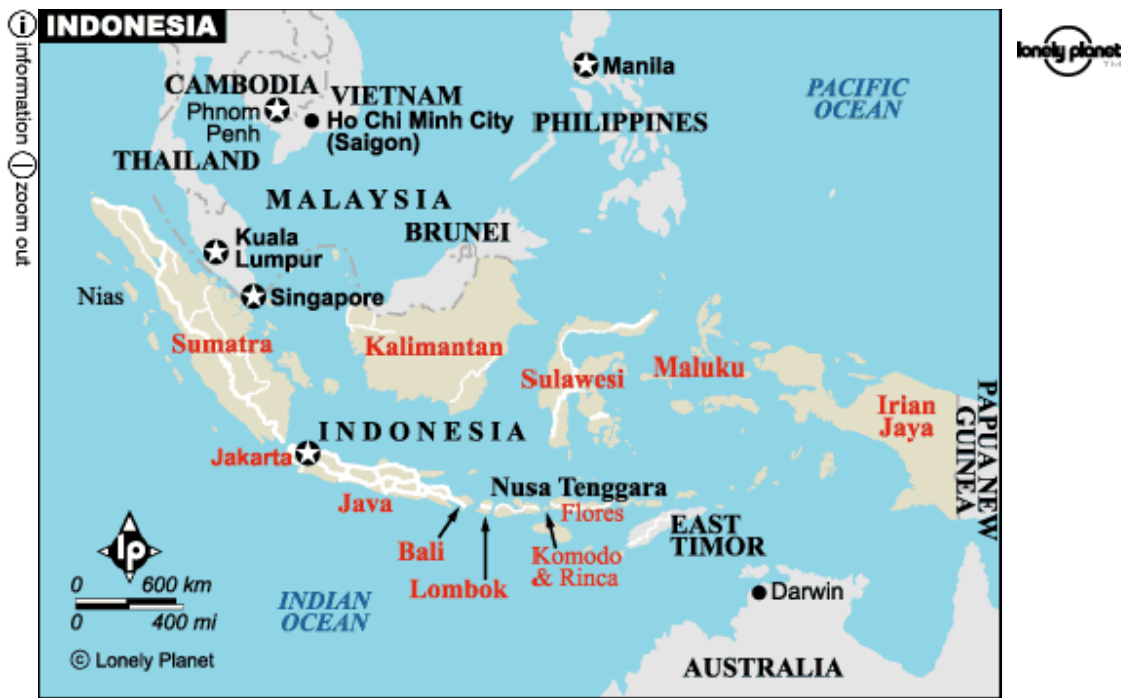 INDONESIA
information
zoom out
lonely planet
TM
Manila
PACIFIC
OCEAN
CAMBODIA
Phnom
Penh
VIETNAM
Ho Chi Minh City
(Saigon)
PHILIPPINES
THAILAND
MALAYSIA
BRUNEI
Kuala
Lumpur
Nias
Singapore
Sumatra
Kalimantan
Sulawesi
Maluku
Irian
Jaya
PAPUA NEW
GUINEA
INDONESIA
Jakarta
Java
Nusa Tenggara
Flores
EAST
TIMOR
Bali
Komodo
& Rinca
Lombok
lp
0 600 km
0 400 mi
INDIAN
OCEAN
Darwin
© Lonely Planet
AUSTRALIA